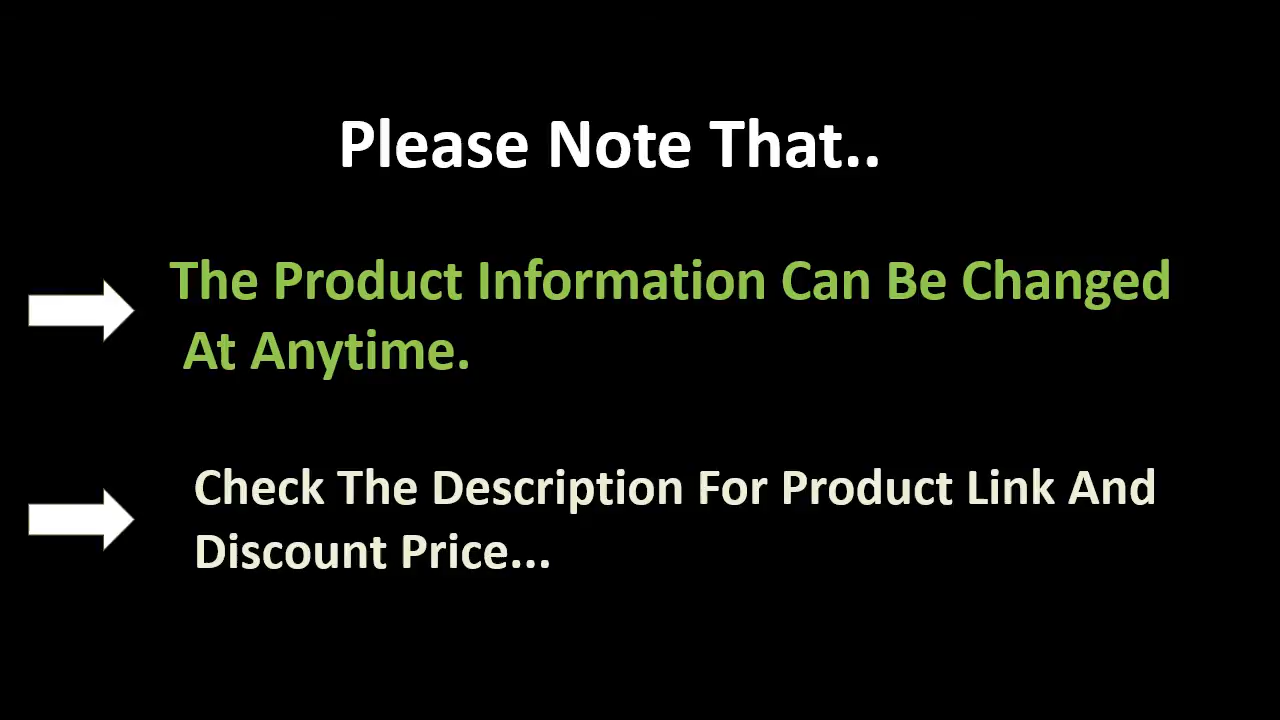 Please Note That..
The Product Information Can Be Changed
At Anytime.
Check The Description For Product Link And
Discount Price...